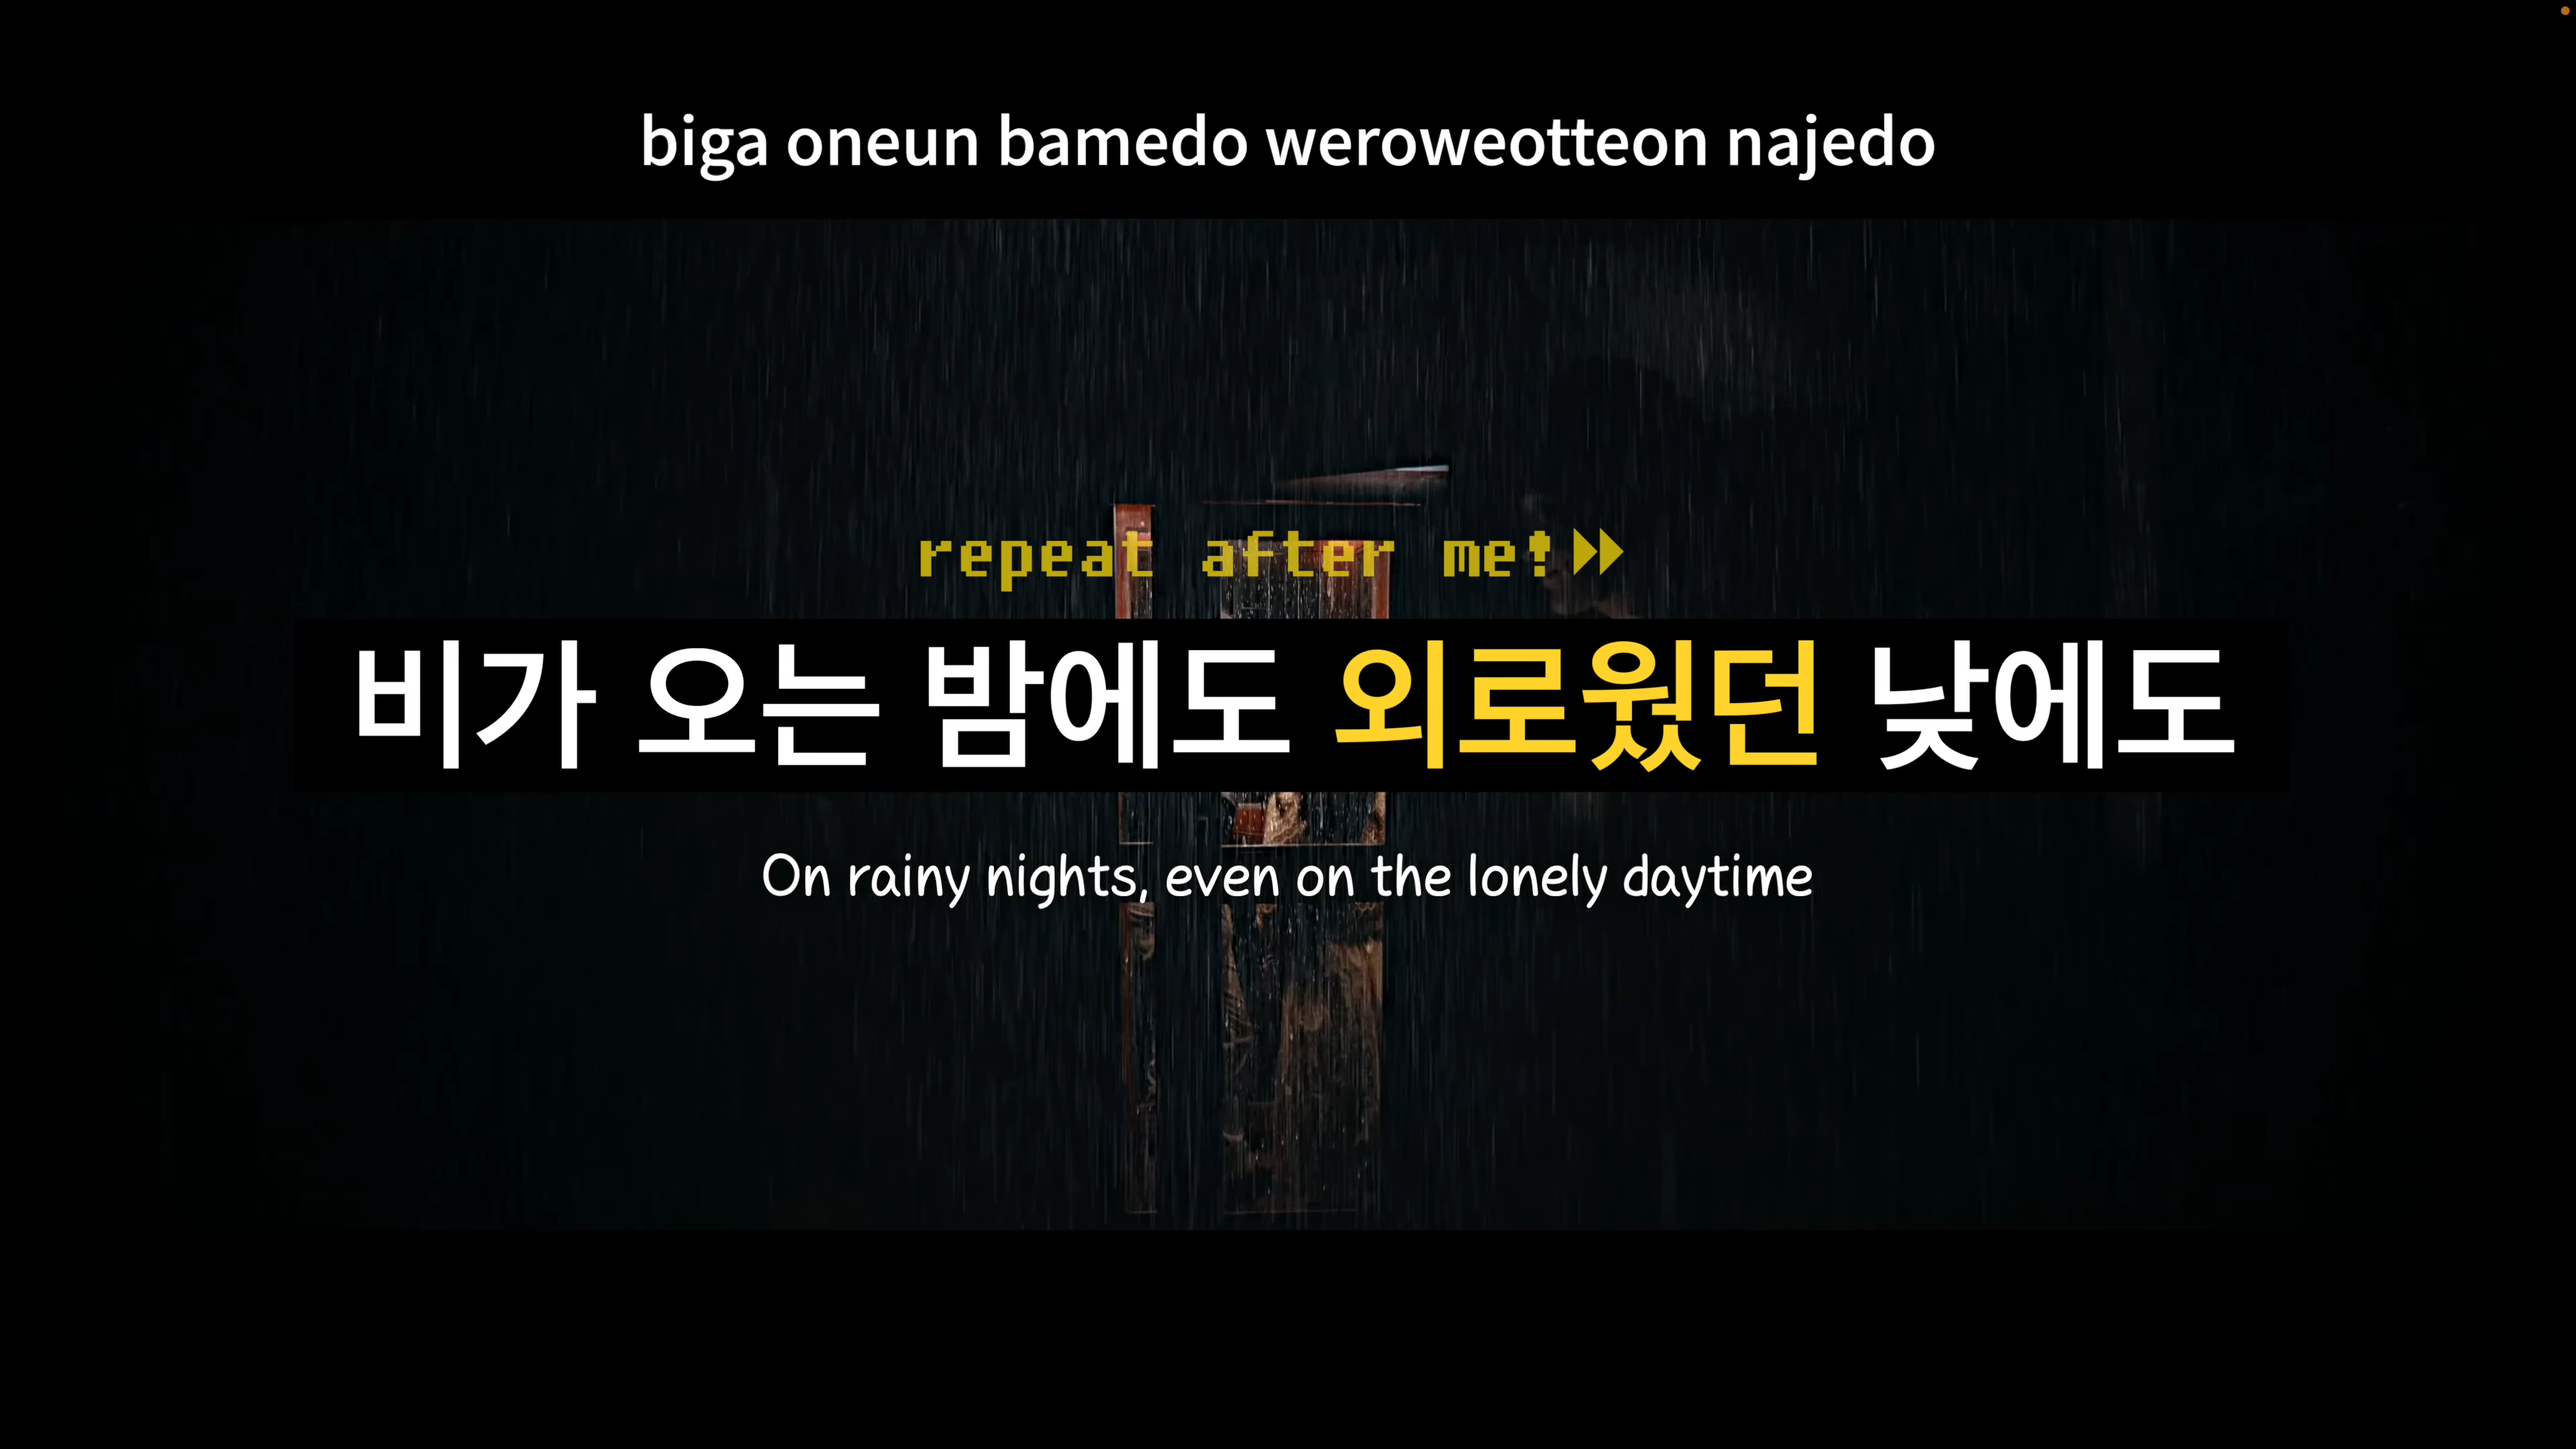 biga oneun bamedo weroweotteon najedo
repeat after me!
비가 오는 밤에도 외로웠던 낮에도
On rainy nights, even on the lonely daytime